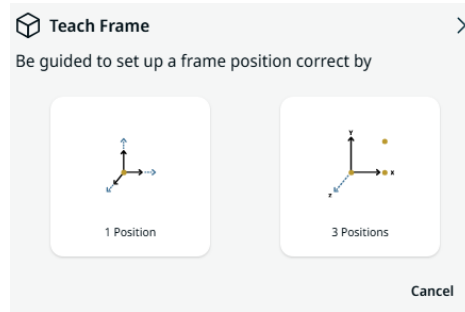 Teach Frame
Be guided to set up a frame position correct by
Y
X
z
1 Position
3 Positions
Cancel